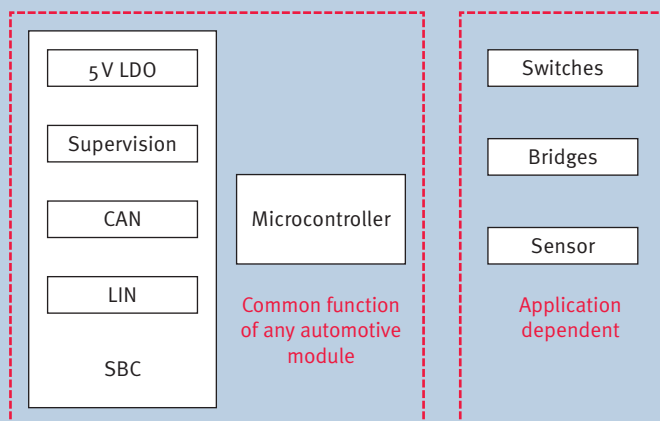 5 V LDO
Supervision
CAN
LIN
SBC
Microcontroller
Common function
of any automotive
module
Switches
Bridges
Sensor
Application
dependent